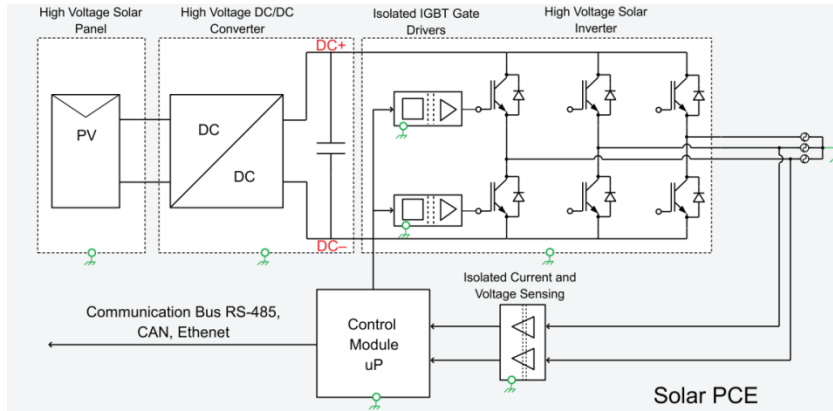 High Voltage Solar
Panel
High Voltage DC/DC
Converter
Isolated IGBT Gate
Drivers
High Voltage Solar
Inverter
DC+
PV
DC
DC
DC–
Isolated Current and
Voltage Sensing
Communication Bus RS-485,
CAN, Ethenet
Control
Module
uP
Solar PCE